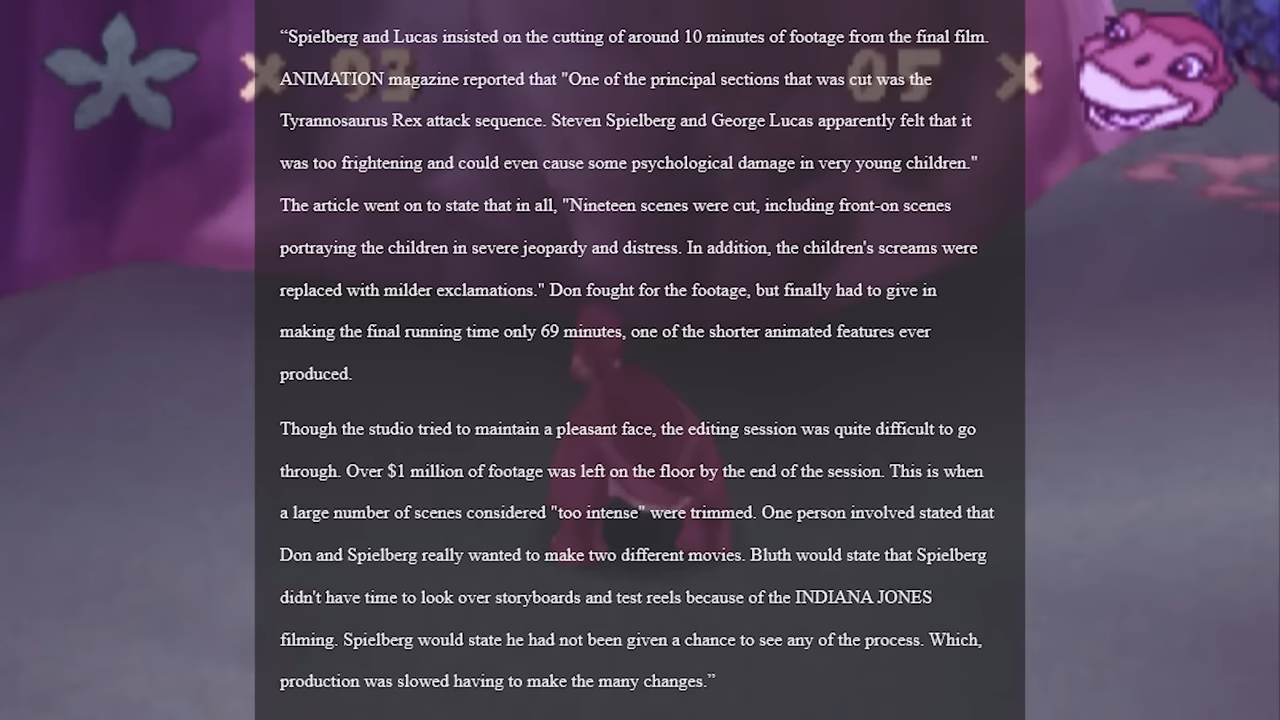 “Spielberg and Lucas insisted on the cutting of around 10 minutes of footage from the final film.
× 93
05 ×
ANIMATION magazine reported that "One of the principal sections that was cut was the
Tyrannosaurus Rex attack sequence. Steven Spielberg and George Lucas apparently felt that it
was too frightening and could even cause some psychological damage in very young children."
The article went on to state that in all, "Nineteen scenes were cut, including front-on scenes
portraying the children in severe jeopardy and distress. In addition, the children's screams were
replaced with milder exclamations." Don fought for the footage, but finally had to give in
making the final running time only 69 minutes, one of the shorter animated features ever
produced.
Though the studio tried to maintain a pleasant face, the editing session was quite difficult to go
through. Over $1 million of footage was left on the floor by the end of the session. This is when
a large number of scenes considered "too intense" were trimmed. One person involved stated that
Don and Spielberg really wanted to make two different movies. Bluth would state that Spielberg
didn't have time to look over storyboards and test reels because of the INDIANA JONES
filming. Spielberg would state he had not been given a chance to see any of the process. Which,
production was slowed having to make the many changes.”